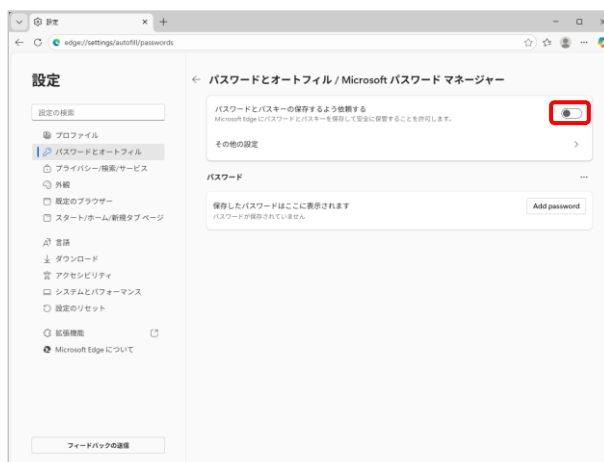 設定
edge://settings/autofill/passwords
設定
設定の検索
プロファイル
パスワードとオートフィル
プライバシー/検索/サービス
外観
既定のブラウザー
スタート/ホーム/新規タブ ページ
言語
ダウンロード
アクセシビリティ
システムとパフォーマンス
設定のリセット
拡張機能
Microsoft Edge について
フィードバックの送信
パスワードとオートフィル / Microsoft パスワード マネージャー
パスワードとパスキーの保存するよう依頼する
Microsoft Edge にパスワードとパスキーを保存して安全に保管することを許可します。
その他の設定
パスワード
保存したパスワードはここに表示されます
パスワードが保存されていません
Add password